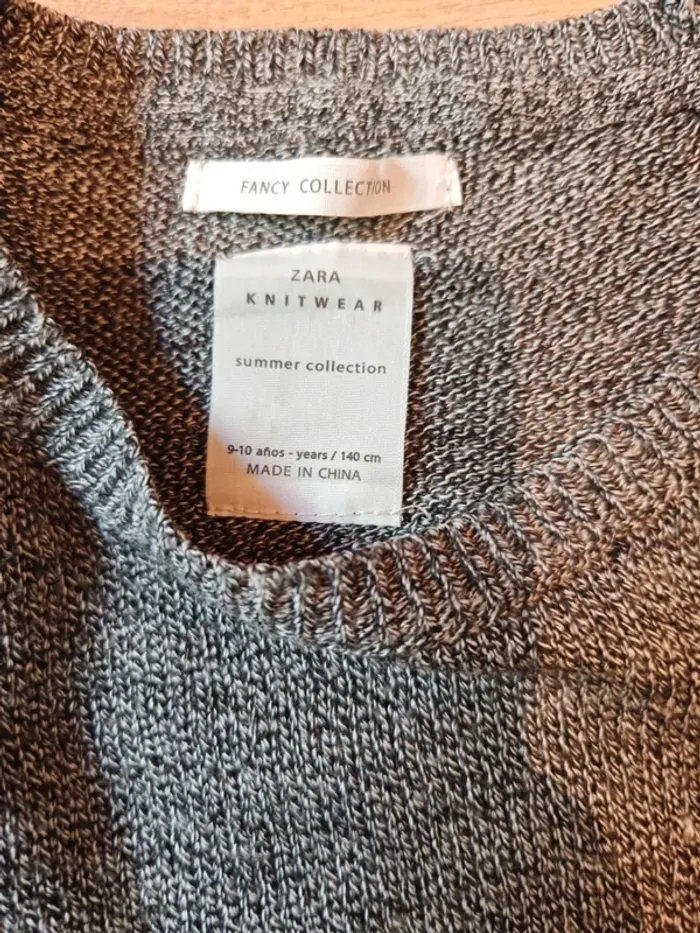 FANCY COLLECTION
ZARA
KNITWEAR
summer collection
9-10 años - years / 140 cm
MADE IN CHINA